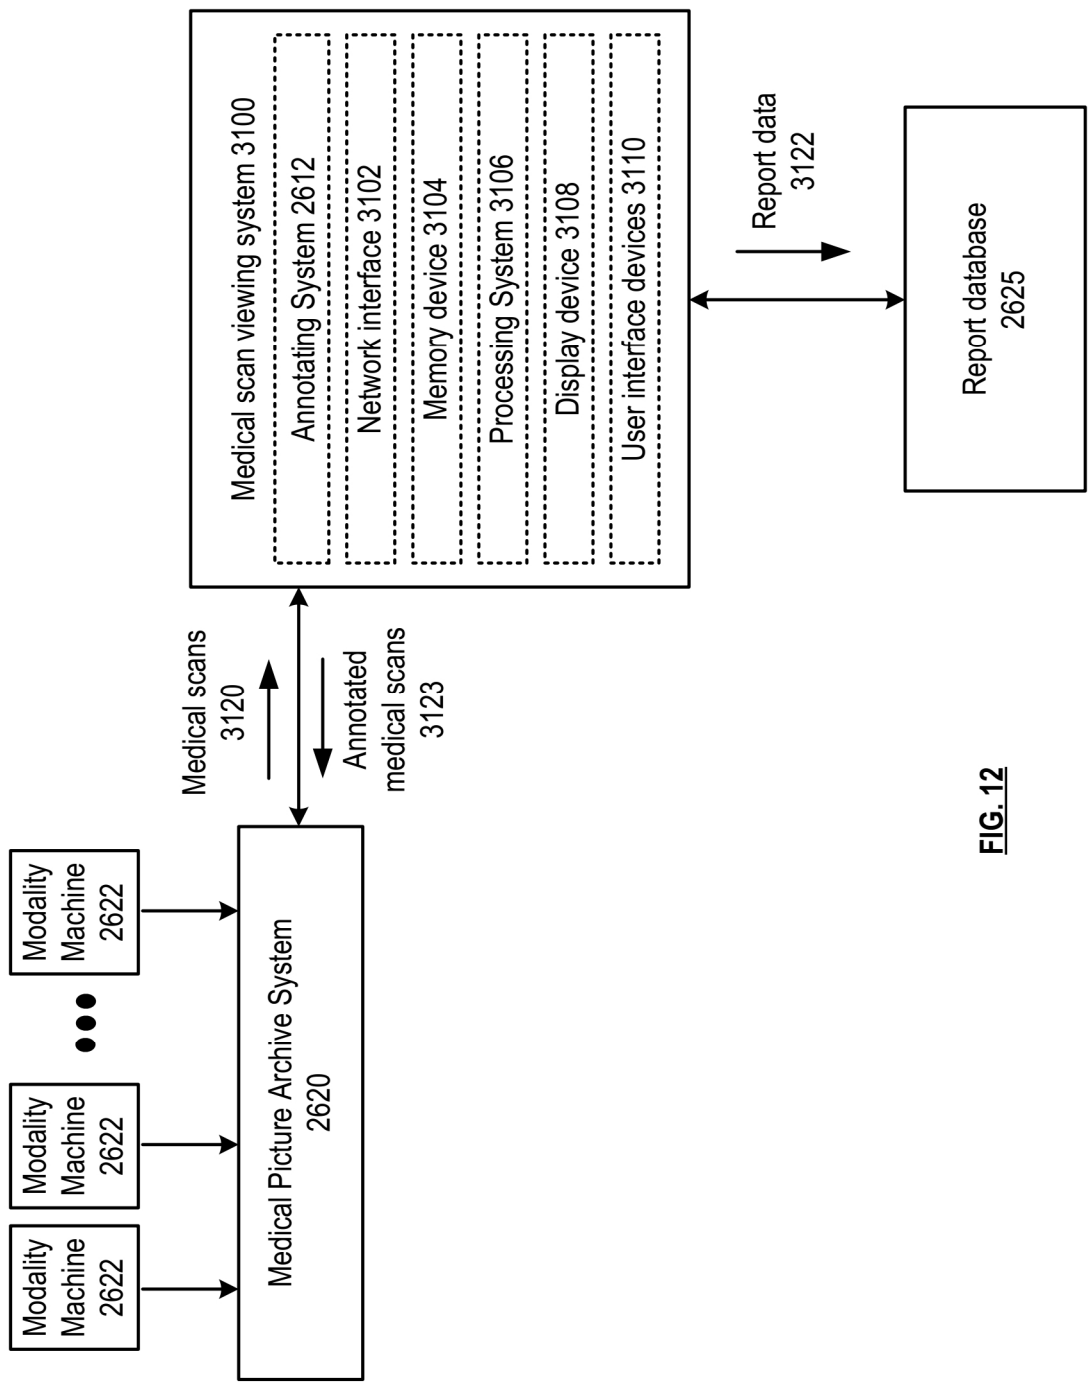 Modality
Machine
2622
Modality
Machine
2622
Modality
Machine
2622
Medical Picture Archive System
2620
Medical scans
3120
Annotated
medical scans
3123
Medical scan viewing system 3100
Annotating System 2612
Network interface 3102
Memory device 3104
Processing System 3106
Display device 3108
User interface devices 3110
Report data
3122
Report database
2625
FIG. 12